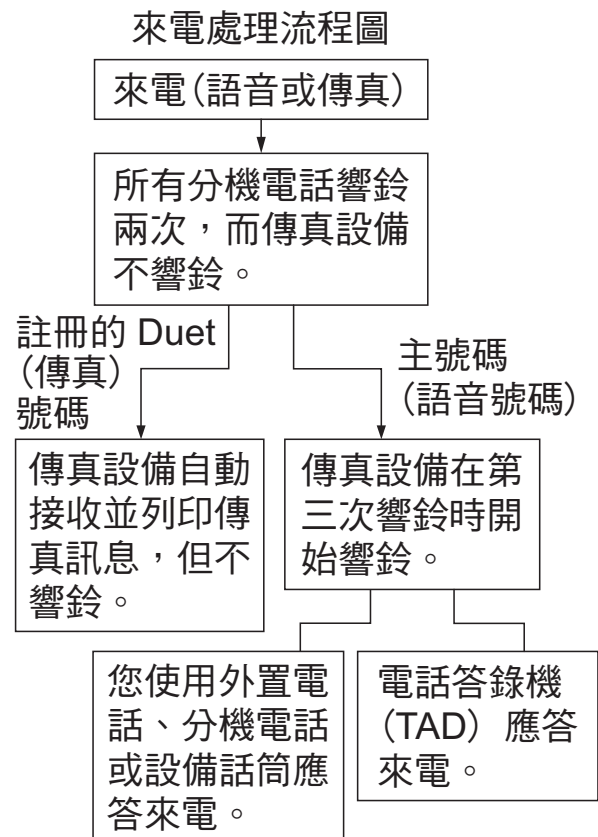 來電處理流程圖
來電(語音或傳真)
所有分機電話響鈴
兩次，而傳真設備
不響鈴。
註冊的 Duet
(傳真)
號碼
主號碼
(語音號碼)
傳真設備自動
接收並列印傳
真訊息，但不
響鈴。
傳真設備在第
三次響鈴時開
始響鈴。
您使用外置電
話、分機電話
或設備話筒應
答來電。
電話答錄機
(TAD) 應答
來電。